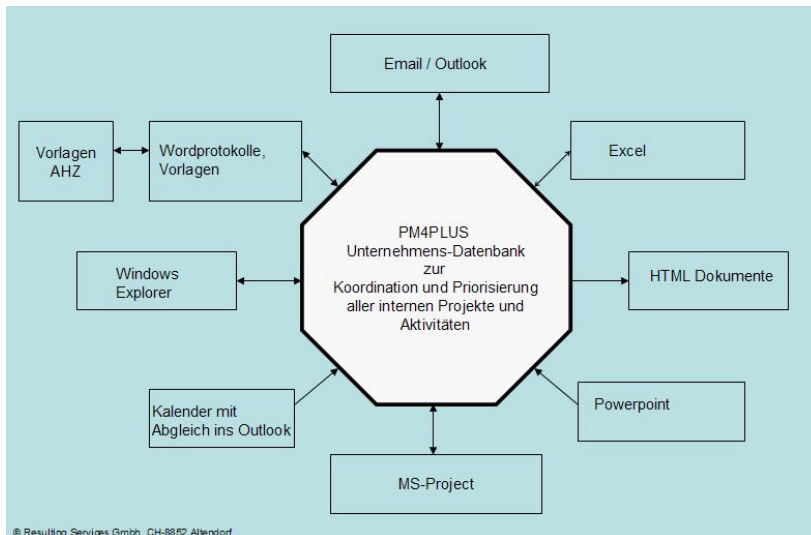 Email / Outlook
Vorlagen
AHZ
Wordprotokolle,
Vorlagen
Excel
PM4PLUS
Unternehmens-Datenbank
zur
Koordination und Priorisierung
aller internen Projekte und
Aktivitäten
Windows
Explorer
HTML Dokumente
Kalender mit
Abgleich ins Outlook
Powerpoint
MS-Project
© Resulting Services Gmbh, CH-8852 Altendorf